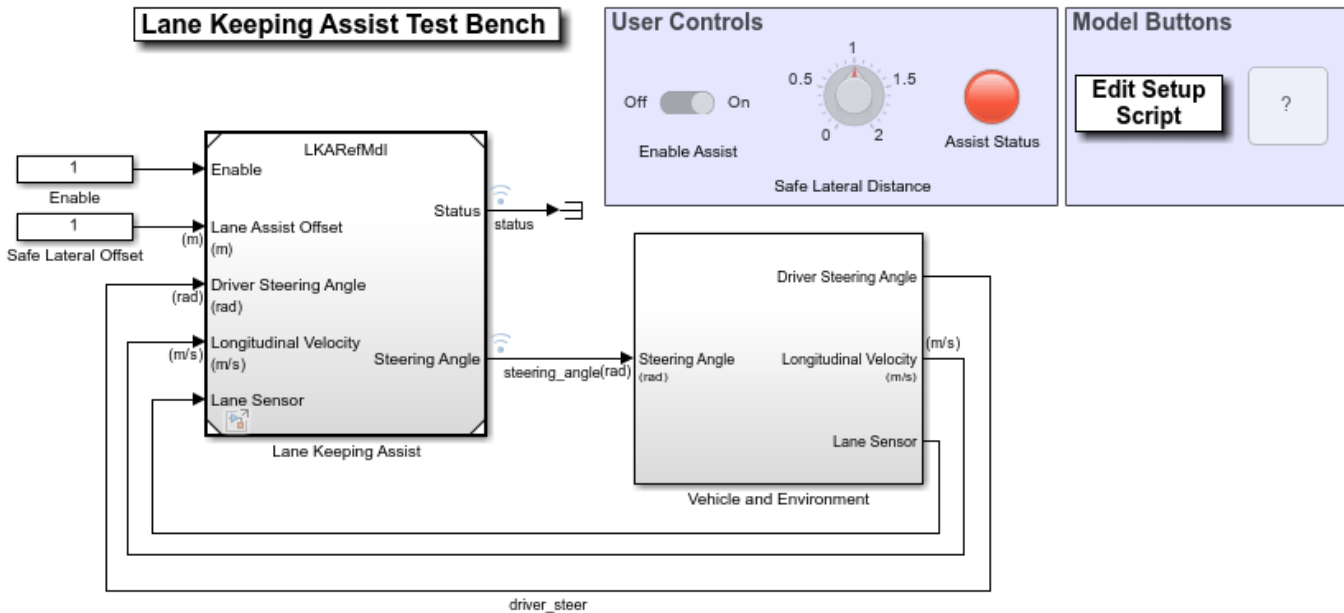 Lane Keeping Assist Test Bench
User Controls
1
0.5
1.5
0
2
Off
On
Enable Assist
Safe Lateral Distance
Assist Status
Model Buttons
Edit Setup
Script
?
LKARefMdl
1
Enable
Enable
1
Safe Lateral Offset
(m)
Lane Assist Offset
(m)
(rad)
Driver Steering Angle
(rad)
(m/s)
Longitudinal Velocity
(m/s)
Lane Sensor
Status
status
Steering Angle
steering_angle
(rad)
Lane Keeping Assist
Steering Angle
(rad)
Driver Steering Angle
Longitudinal Velocity
(m/s)
(m/s)
Lane Sensor
Vehicle and Environment
driver_steer